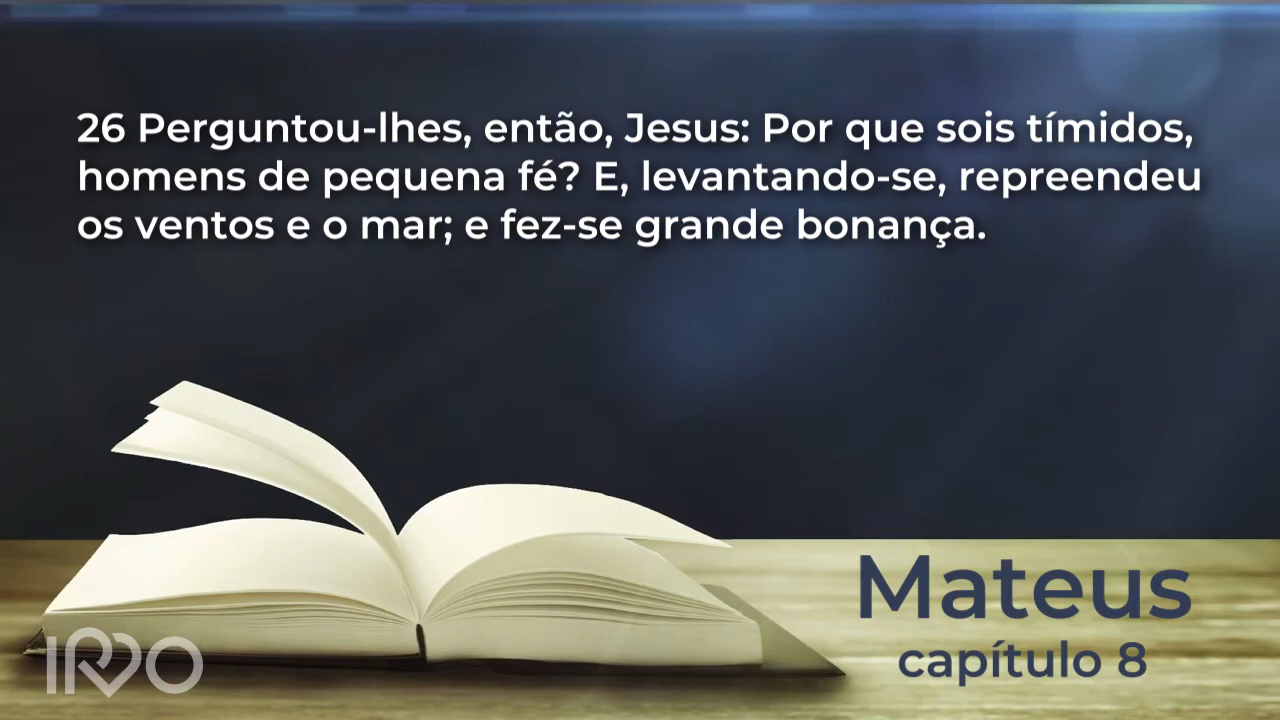 26 Perguntou-lhes, então, Jesus: Por que sois tímidos,
homens de pequena fé? E, levantando-se, repreendeu
os ventos e o mar; e fez-se grande bonança.
Mateus
capítulo 8